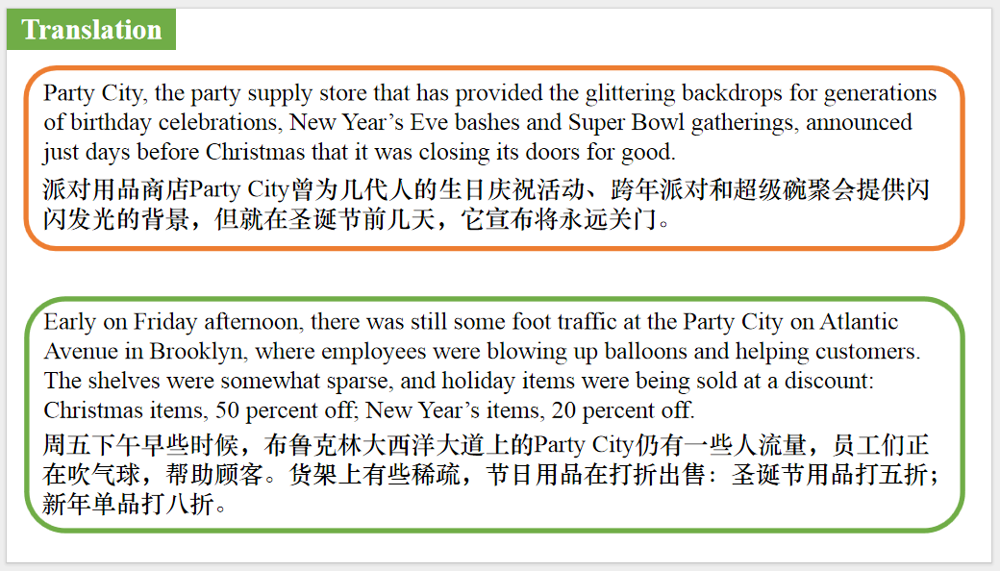 Translation
Party City, the party supply store that has provided the glittering backdrops for generations
of birthday celebrations, New Year’s Eve bashes and Super Bowl gatherings, announced
just days before Christmas that it was closing its doors for good.
派对用品商店Party City曾为几代人的生日庆祝活动、跨年派对和超级碗聚会提供闪
闪发光的背景，但就在圣诞节前几天，它宣布将永远关门。
Early on Friday afternoon, there was still some foot traffic at the Party City on Atlantic
Avenue in Brooklyn, where employees were blowing up balloons and helping customers.
The shelves were somewhat sparse, and holiday items were being sold at a discount:
Christmas items, 50 percent off; New Year’s items, 20 percent off.
周五下午早些时候，布鲁克林大西洋大道上的Party City仍有一些人流量，员工们正
在吹气球，帮助顾客。货架上有些稀疏，节日用品在打折出售：圣诞节用品打五折；
新年单品打八折。